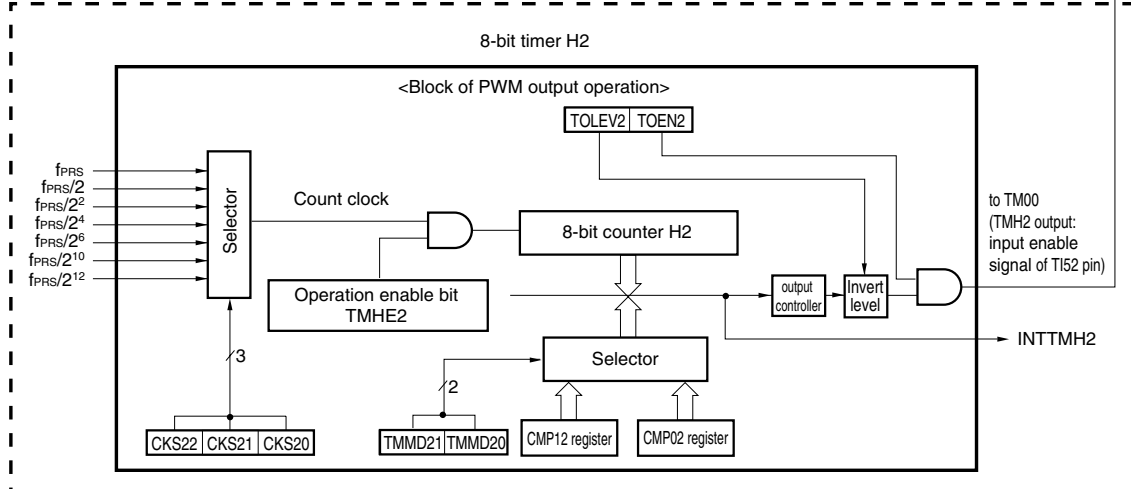 8-bit timer H2
<Block of PWM output operation>
TOLEV2 TOEN2
fPRS
fPRS/2
fPRS/2²
fPRS/2⁴
fPRS/2⁶
fPRS/2¹⁰
fPRS/2¹²
Selector
Count clock
8-bit counter H2
Operation enable bit
TMHE2
output
controller
Invert
level
to TM00
(TMH2 output:
input enable
signal of TI52 pin)
INTTMH2
Selector
3
2
CKS22 CKS21 CKS20
TMMD21 TMMD20
CMP12 register
CMP02 register